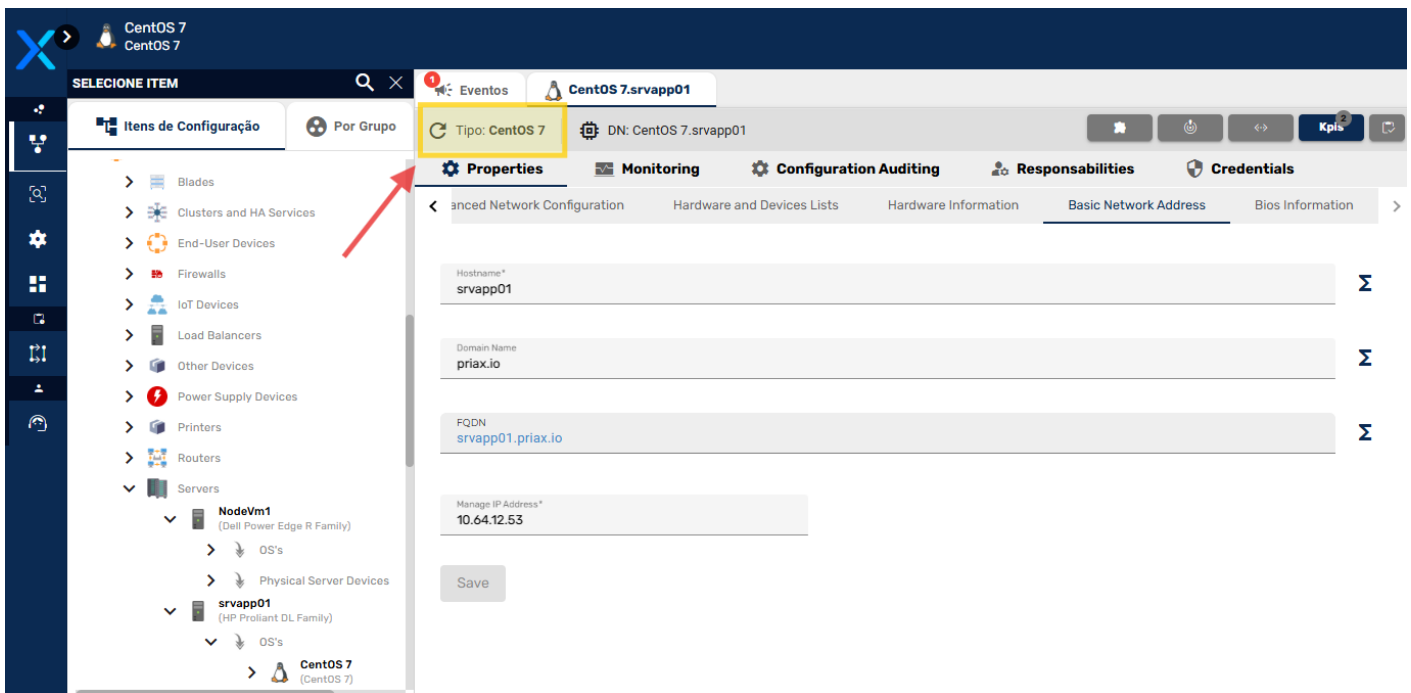 CentOS 7
CentOS 7
SELECIONE ITEM
Itens de Configuração
Por Grupo
Blades
Clusters and HA Services
End-User Devices
Firewalls
IoT Devices
Load Balancers
Other Devices
Power Supply Devices
Printers
Routers
Servers
NodeVm1
(Dell Power Edge R Family)
OS's
Physical Server Devices
srvapp01
(HP Proliant DL Family)
OS's
CentOS 7
(CentOS 7)
1
Eventos
CentOS 7.srvapp01
Tipo: CentOS 7
DN: CentOS 7.srvapp01
Kpis
2
Properties
Monitoring
Configuration Auditing
Responsabilities
Credentials
anced Network Configuration
Hardware and Devices Lists
Hardware Information
Basic Network Address
Bios Information
Hostname*
srvapp01
Σ
Domain Name
priax.io
Σ
FQDN
srvapp01.priax.io
Σ
Manage IP Address*
10.64.12.53
Save